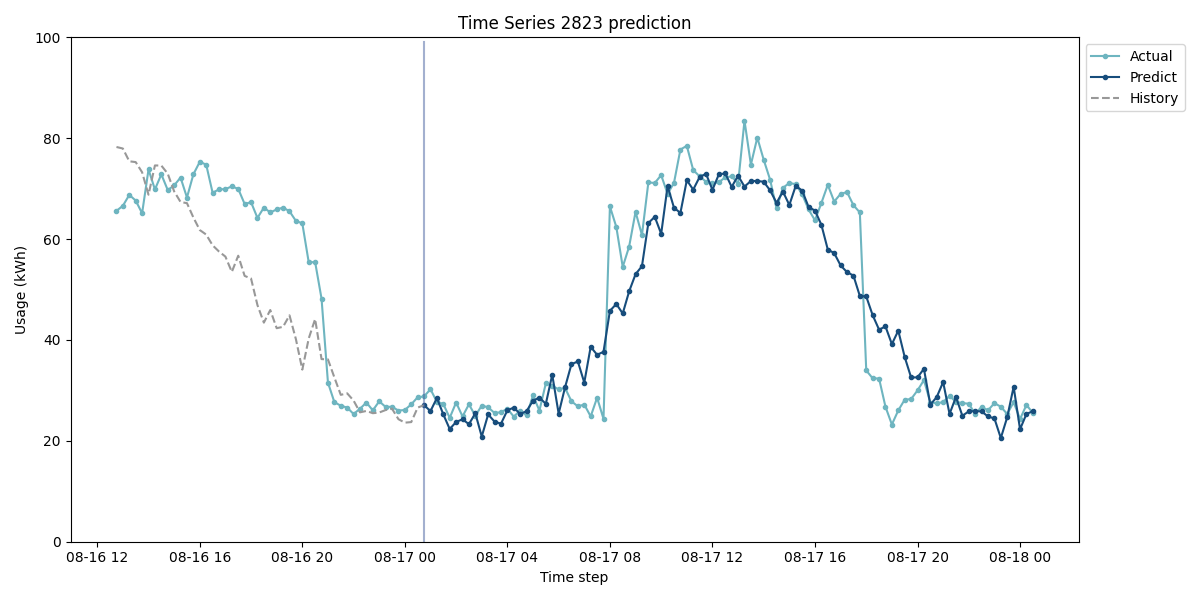 Time Series 2823 prediction
100
80
60
40
20
0
Usage (kWh)
08-16 12
08-16 16
08-16 20
08-17 00
08-17 04
08-17 08
08-17 12
08-17 16
08-17 20
08-18 00
Time step
Actual
Predict
History